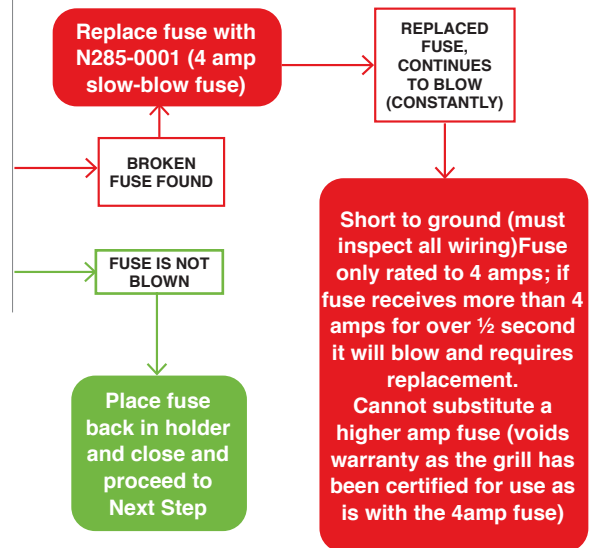 Replace fuse with
N285-0001 (4 amp
slow-blow fuse)
REPLACED
FUSE,
CONTINUES
TO BLOW
(CONSTANTLY)
BROKEN
FUSE FOUND
Short to ground (must
inspect all wiring)Fuse
only rated to 4 amps; if
fuse receives more than 4
amps for over ½ second
it will blow and requires
replacement.
Cannot substitute a
higher amp fuse (voids
warranty as the grill has
been certified for use as
is with the 4amp fuse)
FUSE IS NOT
BLOWN
Place fuse
back in holder
and close and
proceed to
Next Step